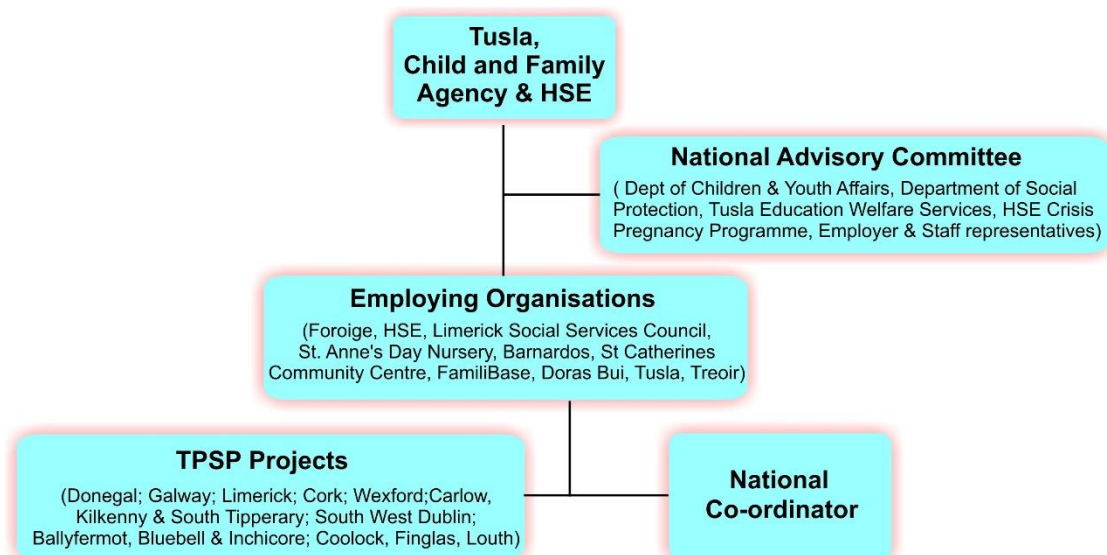 Tusla,
Child and Family
Agency & HSE
National Advisory Committee
( Dept of Children & Youth Affairs, Department of Social
Protection, Tusla Education Welfare Services, HSE Crisis
Pregnancy Programme, Employer & Staff representatives)
Employing Organisations
(Foroige, HSE, Limerick Social Services Council,
St. Anne's Day Nursery, Barnardos, St Catherines
Community Centre, FamiliBase, Doras Bui, Tusla, Treoir)
TPSP Projects
(Donegal; Galway; Limerick; Cork; Wexford;Carlow,
Kilkenny & South Tipperary; South West Dublin;
Ballyfermot, Bluebell & Inchicore; Coolock, Finglas, Louth)
National
Co-ordinator